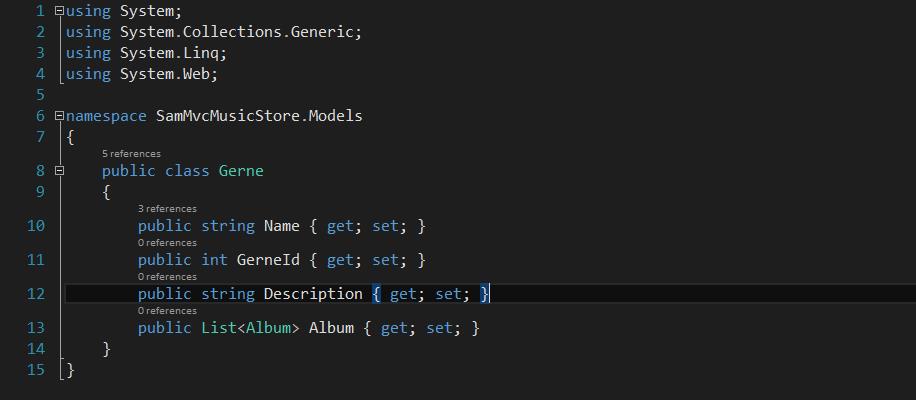 1 using System;
2 using System.Collections.Generic;
3 using System.Linq;
4 using System.Web;
5
6 namespace SamMvcMusicStore.Models
7 {
5 references
8 public class Gerne
9 {
3 references
10 public string Name { get; set; }
0 references
11 public int GerneId { get; set; }
0 references
12 public string Description { get; set; }
0 references
13 public List<Album> Album { get; set; }
14 }
15 }